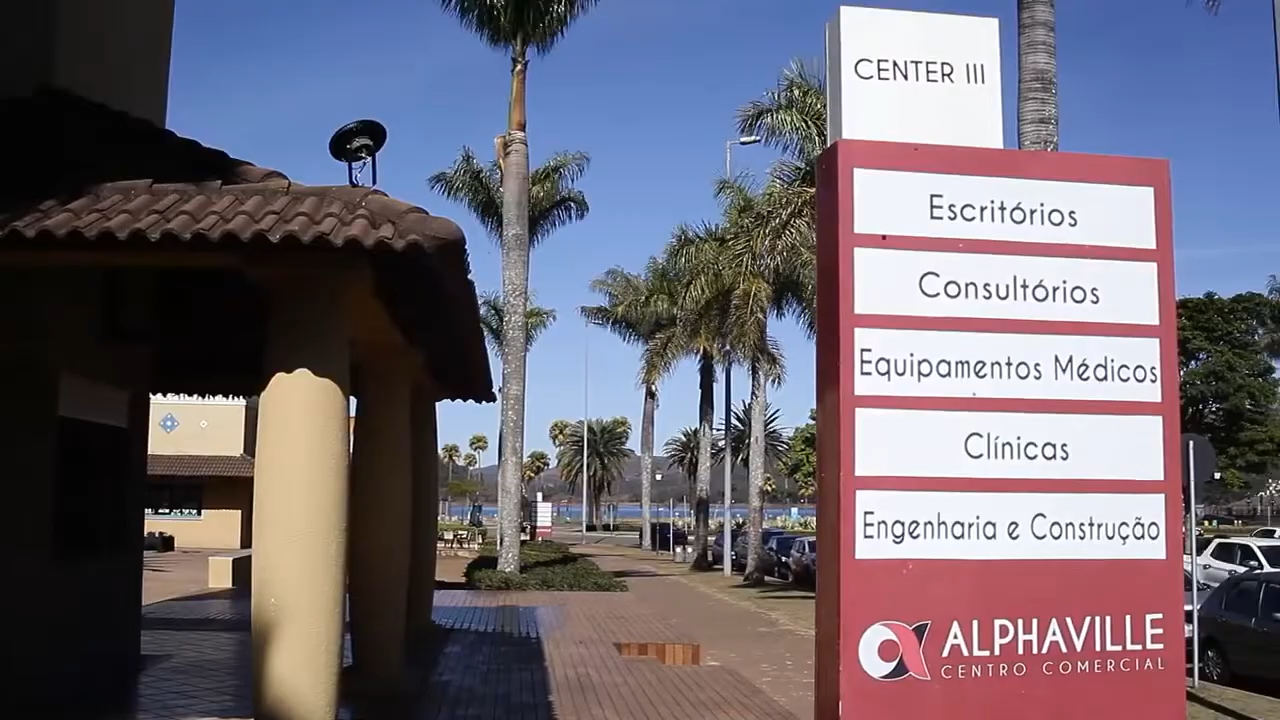 CENTER III
Escritórios
Consultórios
Equipamentos Médicos
Clínicas
Engenharia e Construção
ALPHAVILLE
CENTRO COMERCIAL